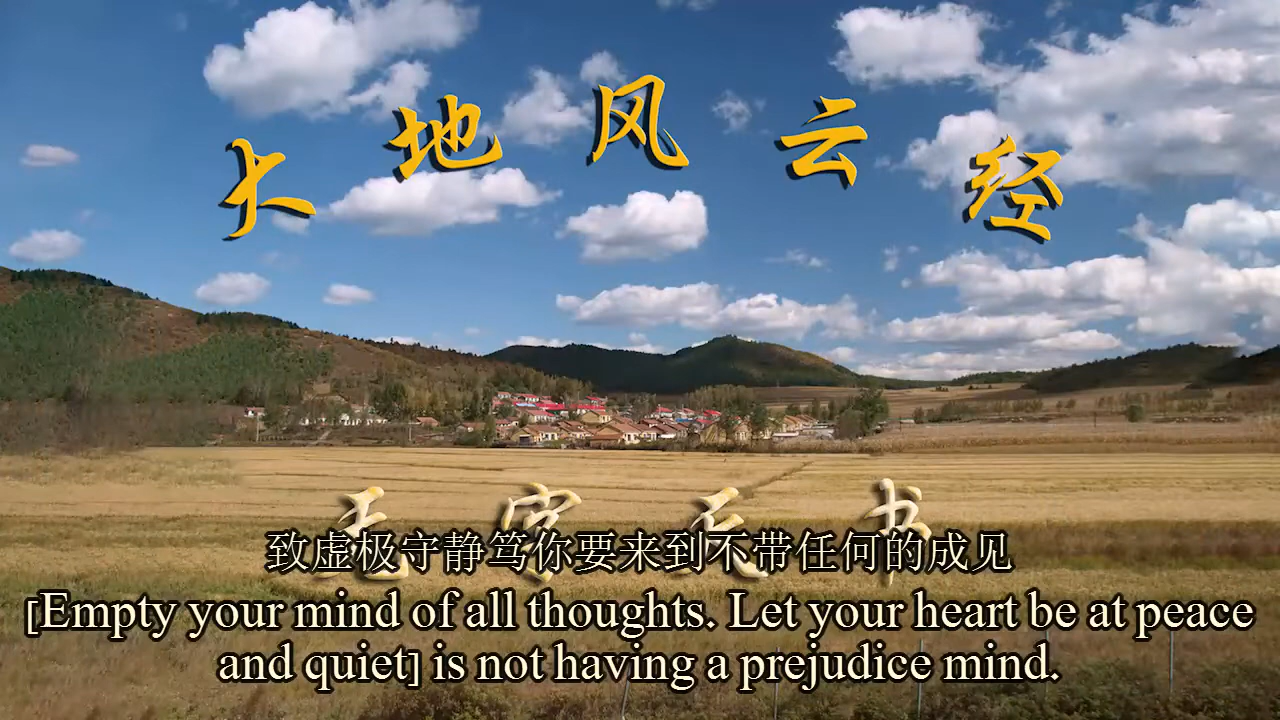 大地风云经
书
致虚极守静笃你要来到不带任何的成见
[Empty your mind of all thoughts. Let your heart be at peace
and quiet] is not having a prejudice mind.